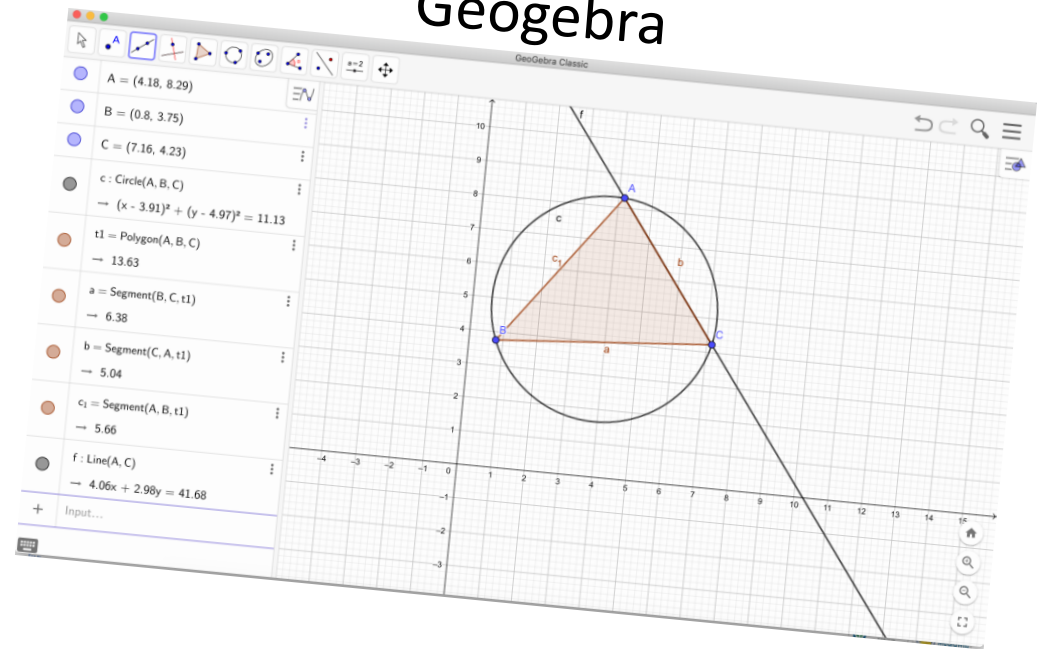 Geogebra
GeoGebra Classic
A
a=2
A = (4.18, 8.29)
B = (0.8, 3.75)
C = (7.16, 4.23)
c : Circle(A, B, C)
→ (x - 3.91)² + (y - 4.97)² = 11.13
t1 = Polygon(A, B, C)
→ 13.63
a = Segment(B, C, t1)
→ 6.38
b = Segment(C, A, t1)
→ 5.04
c₁ = Segment(A, B, t1)
→ 5.66
f : Line(A, C)
→ 4.06x + 2.98y = 41.68
+ Input...
f
10
9
8
7
6
5
4
3
2
1
-1
-2
-3
A
c
c₁
b
B
C
a
-4 -3 -2 -1 0 1 2 3 4 5 6 7 8 9 10 11 12 13 14 15